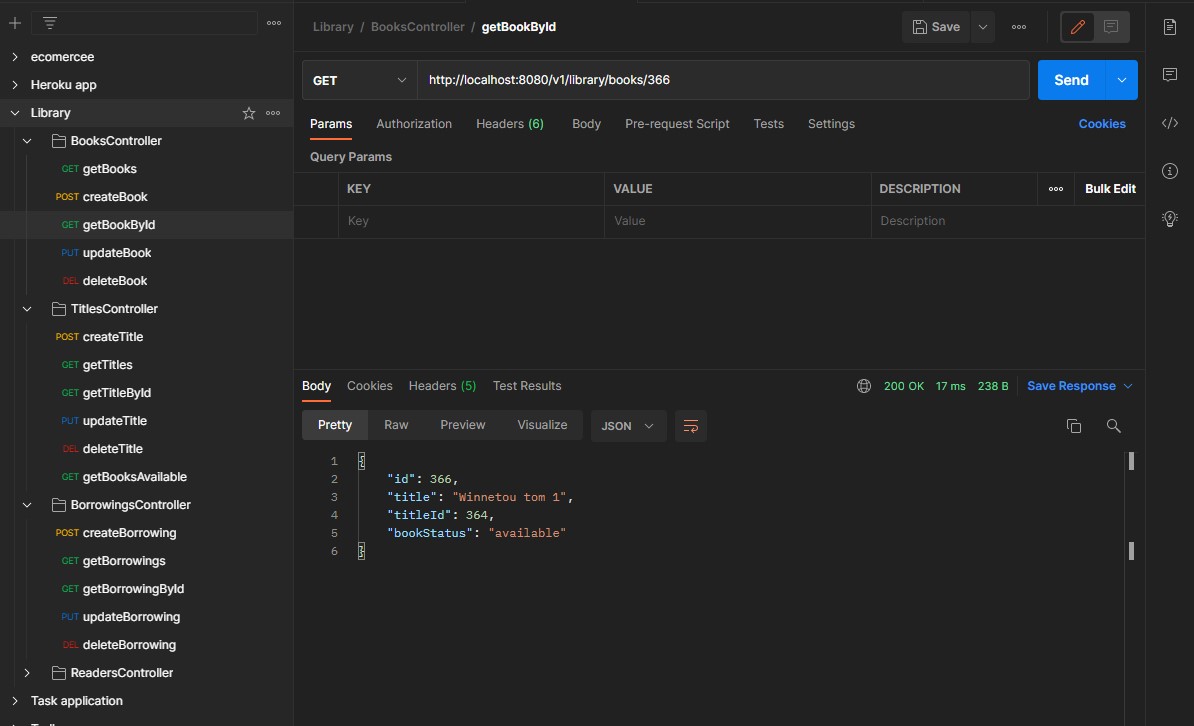 ecomercee
Heroku app
Library
BooksController
GET getBooks
POST createBook
GET getBookById
PUT updateBook
DEL deleteBook
TitlesController
POST createTitle
GET getTitles
GET getTitleById
PUT updateTitle
DEL deleteTitle
GET getBooksAvailable
BorrowingsController
POST createBorrowing
GET getBorrowings
GET getBorrowingById
PUT updateBorrowing
DEL deleteBorrowing
ReadersController
Task application
Library / BooksController / getBookById
Save
GET http://localhost:8080/v1/library/books/366 Send
Params Authorization Headers (6) Body Pre-request Script Tests Settings Cookies
Query Params
KEY VALUE DESCRIPTION Bulk Edit
Key Value Description
Body Cookies Headers (5) Test Results 200 OK 17 ms 238 B Save Response
Pretty Raw Preview Visualize JSON
1 {
2 "id": 366,
3 "title": "Winnetou tom 1",
4 "titleId": 364,
5 "bookStatus": "available"
6 }